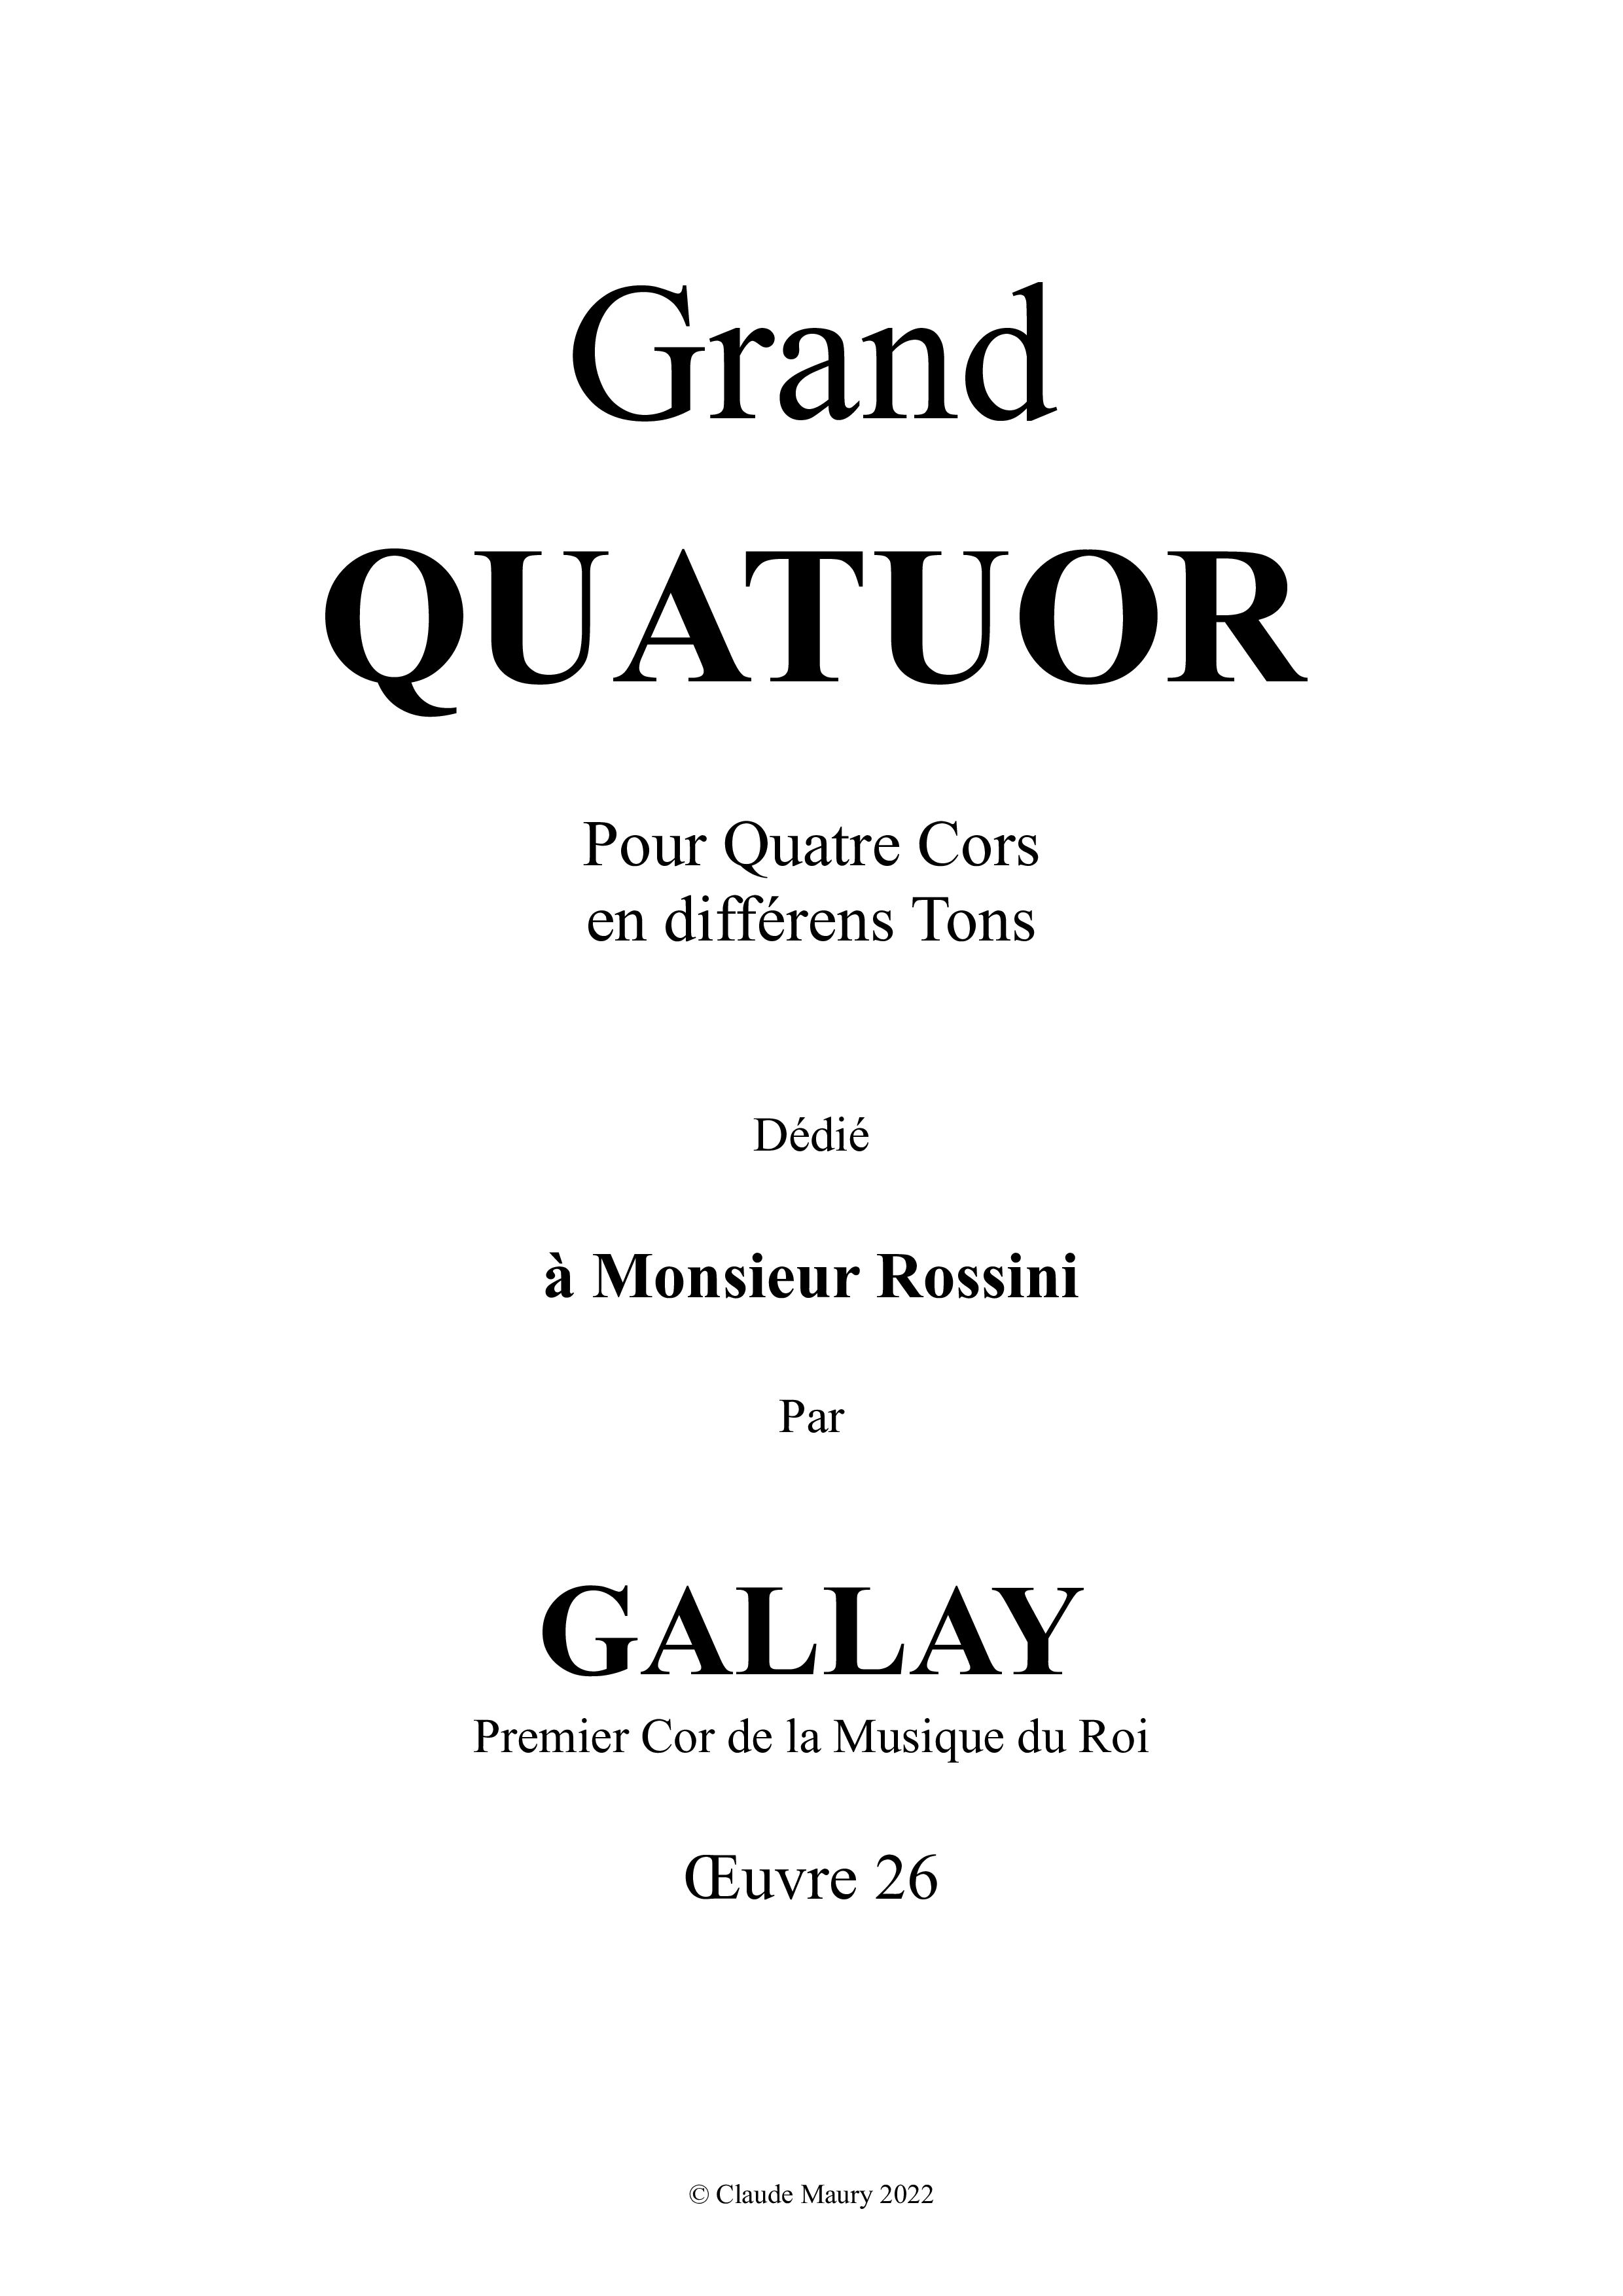 Grand
QUATUOR
Pour Quatre Cors
en différens Tons
Dédié
à Monsieur Rossini
Par
GALLAY
Premier Cor de la Musique du Roi
Œuvre 26
© Claude Maury 2022